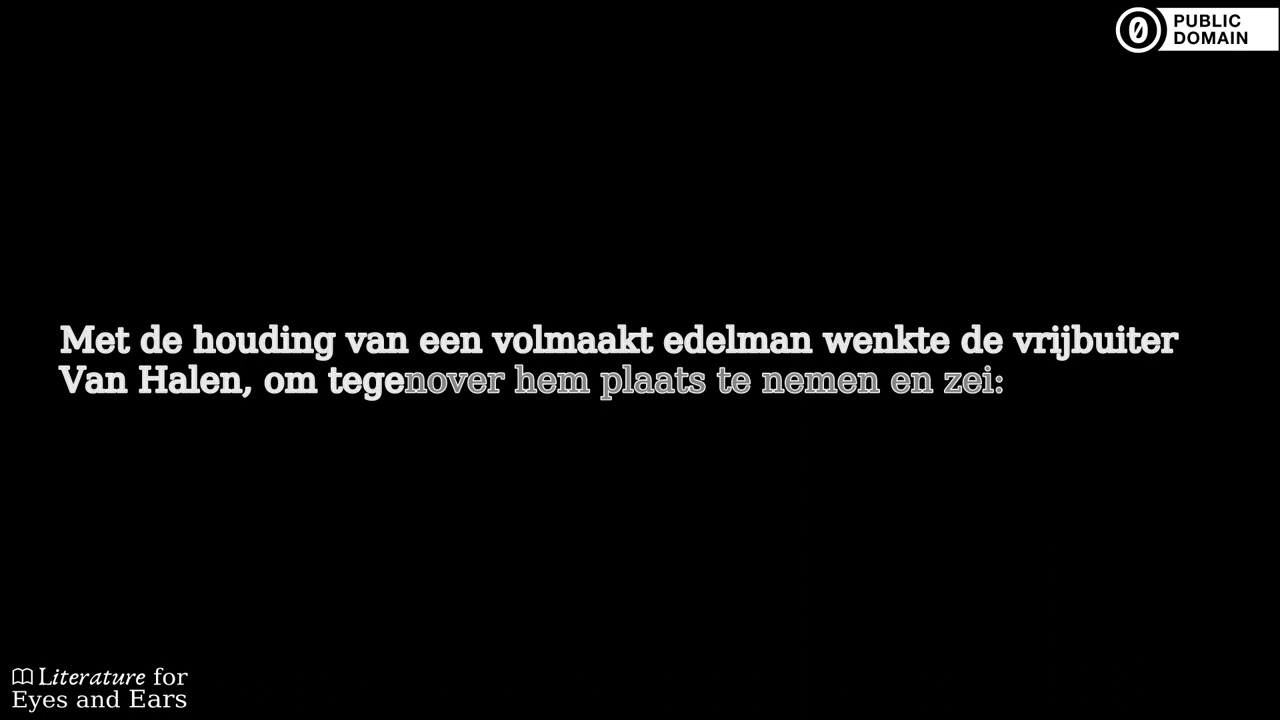 PUBLIC
DOMAIN
Met de houding van een volmaakt edelman wenkte de vrijbuiter
Van Halen, om tegenover hem plaats te nemen en zei:
Literature for
Eyes and Ears